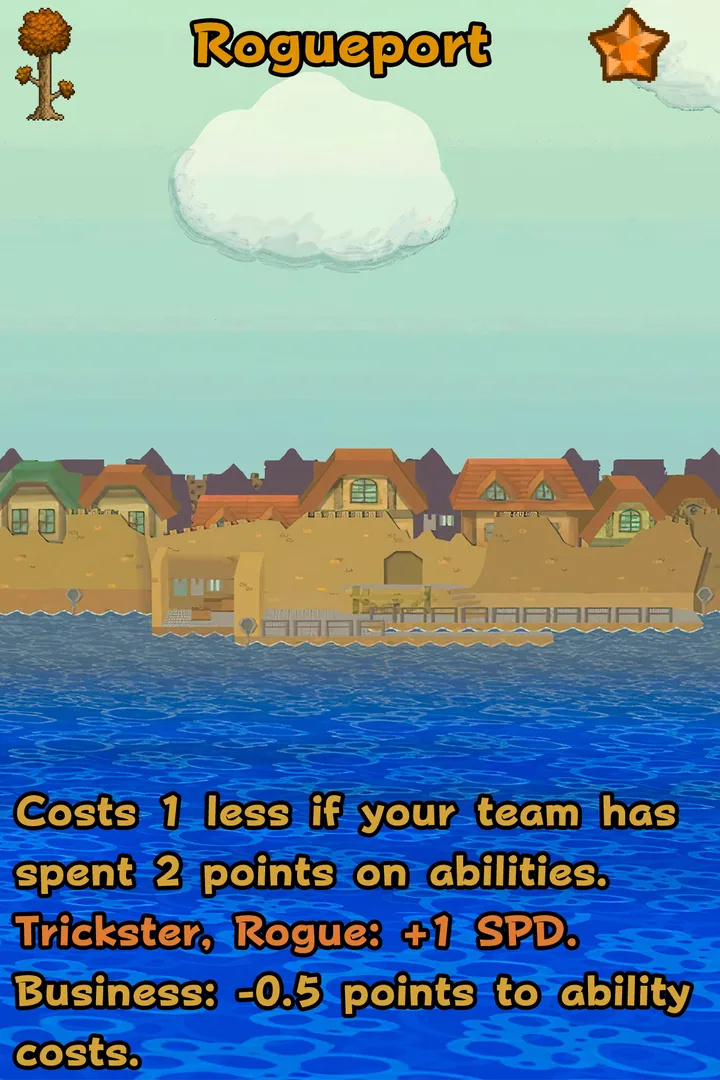 Rogueport
Costs 1 less if your team has
spent 2 points on abilities.
Trickster, Rogue: +1 SPD.
Business: -0.5 points to ability
costs.